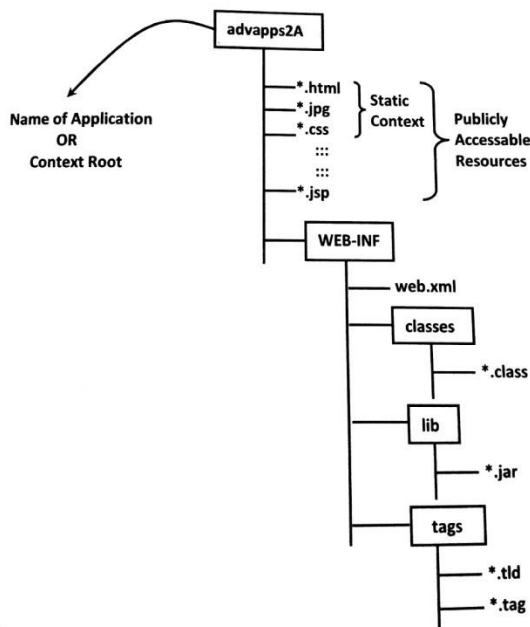 advapps2A
Name of Application
OR
Context Root
*.html
*.jpg
*.css
:::
:::
*.jsp
Static
Context
Publicly
Accessable
Resources
WEB-INF
web.xml
classes
*.class
lib
*.jar
tags
*.tld
*.tag